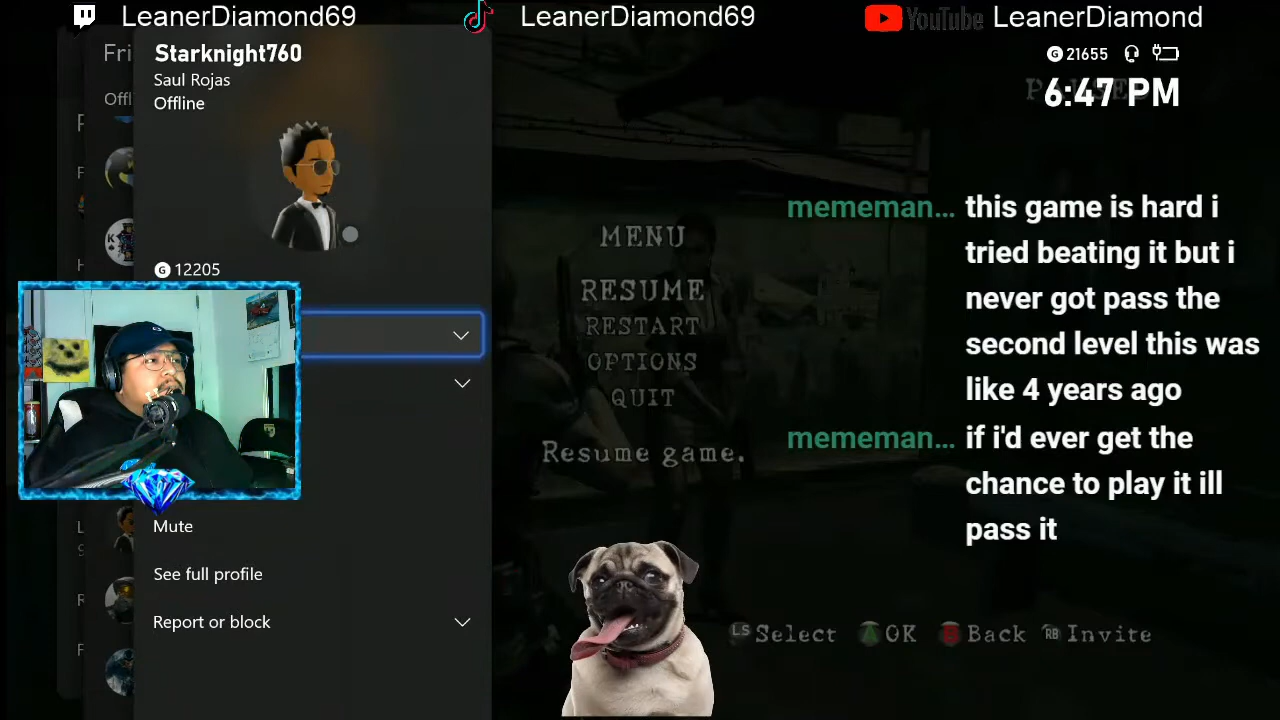 LeanerDiamond69
LeanerDiamond69
YouTube LeanerDiamond
Fri
Offl
Starknight760
Saul Rojas
Offline
G 12205
Mute
See full profile
Report or block
G 21655
6:47 PM
MENU
RESUME
RESTART
OPTIONS
QUIT
Resume game.
LS Select A OK B Back RB Invite
mememan… this game is hard i
tried beating it but i
never got pass the
second level this was
like 4 years ago
mememan… if i'd ever get the
chance to play it ill
pass it